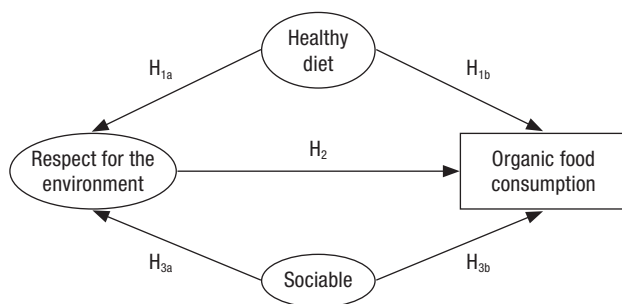 Healthy
diet
H1a
H1b
Respect for the
environment
H2
Organic food
consumption
H3a
Sociable
H3b